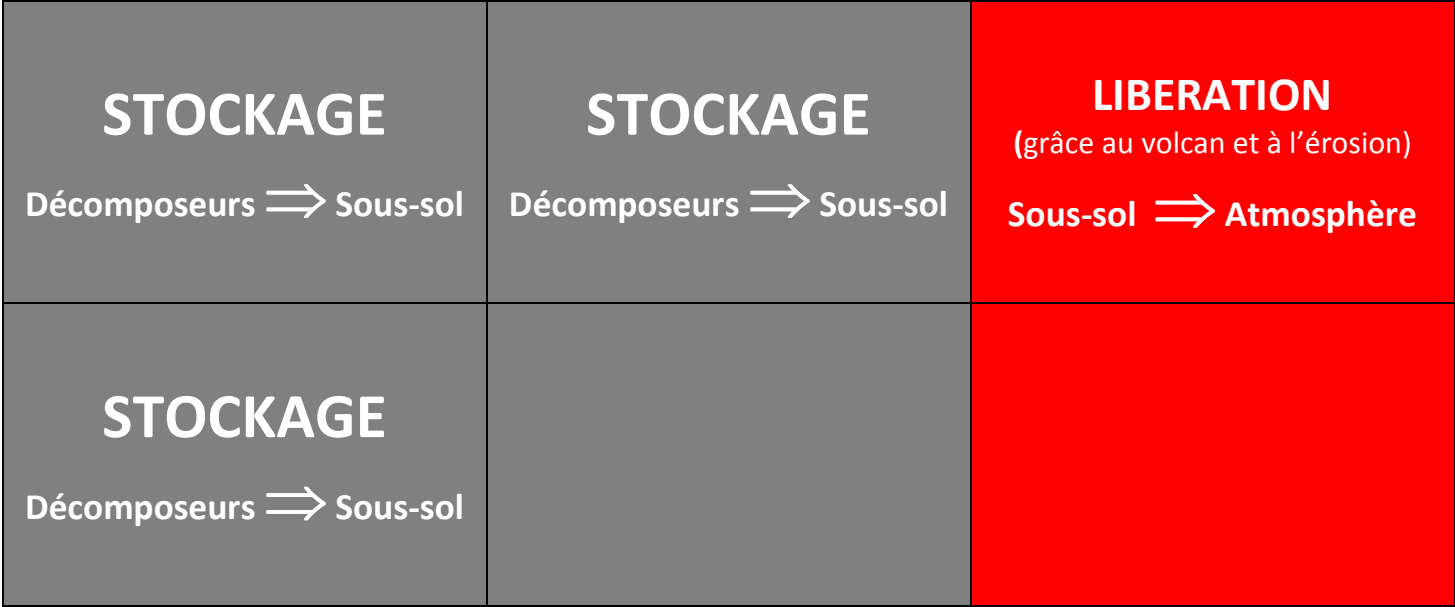 STOCKAGE
Décomposeurs ⇒ Sous-sol
STOCKAGE
Décomposeurs ⇒ Sous-sol
LIBERATION
(grâce au volcan et à l’érosion)
Sous-sol ⇒ Atmosphère
STOCKAGE
Décomposeurs ⇒ Sous-sol